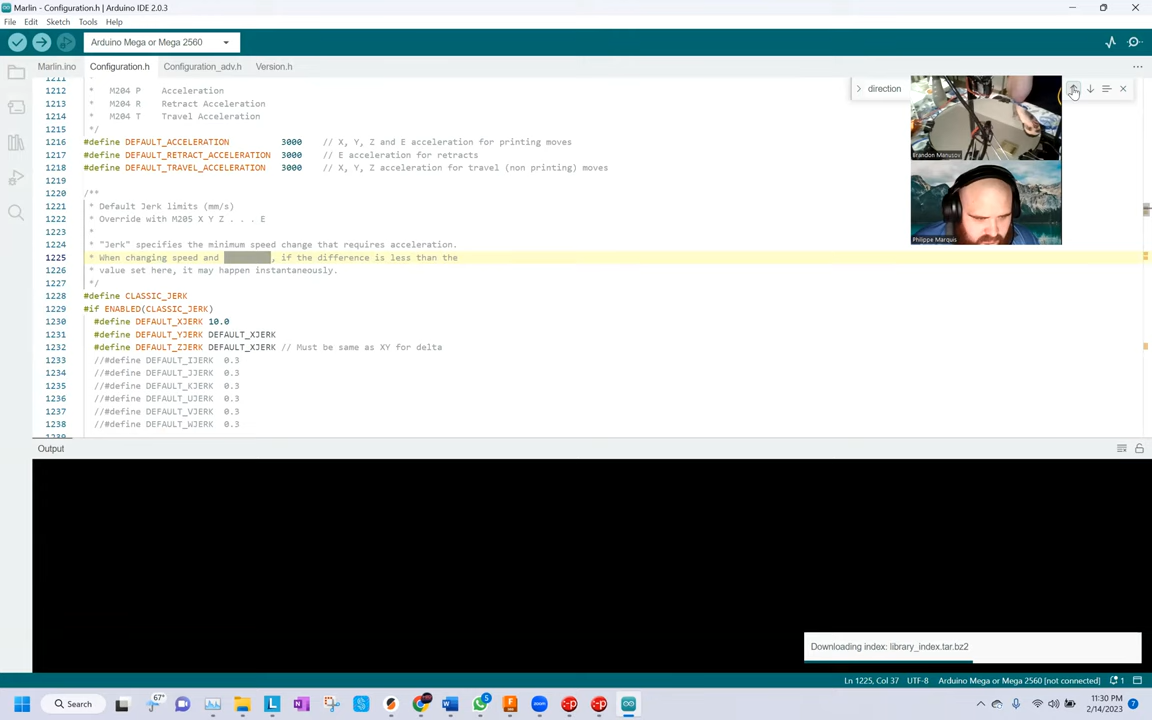 Marlin - Configuration.h | Arduino IDE 2.0.3
File Edit Sketch Tools Help
Arduino Mega or Mega 2560
Marlin.ino Configuration.h Configuration_adv.h Version.h
direction
1211 *
1212 * M204 P Acceleration
1213 * M204 R Retract Acceleration
1214 * M204 T Travel Acceleration
1215 */
1216 #define DEFAULT_ACCELERATION 3000 // X, Y, Z and E acceleration for printing moves
1217 #define DEFAULT_RETRACT_ACCELERATION 3000 // E acceleration for retracts
1218 #define DEFAULT_TRAVEL_ACCELERATION 3000 // X, Y, Z acceleration for travel (non printing) moves
1219
1220 /**
1221 * Default Jerk limits (mm/s)
1222 * Override with M205 X Y Z . . . E
1223 *
1224 * "Jerk" specifies the minimum speed change that requires acceleration.
1225 * When changing speed and , if the difference is less than the
1226 * value set here, it may happen instantaneously.
1227 */
1228 #define CLASSIC_JERK
1229 #if ENABLED(CLASSIC_JERK)
1230 #define DEFAULT_XJERK 10.0
1231 #define DEFAULT_YJERK DEFAULT_XJERK
1232 #define DEFAULT_ZJERK DEFAULT_XJERK // Must be same as XY for delta
1233 //#define DEFAULT_IJERK 0.3
1234 //#define DEFAULT_JJERK 0.3
1235 //#define DEFAULT_KJERK 0.3
1236 //#define DEFAULT_UJERK 0.3
1237 //#define DEFAULT_VJERK 0.3
1238 //#define DEFAULT_WJERK 0.3
1239
Brandon Manusov
Philippe Marquis
Output
Downloading index: library_index.tar.bz2
Ln 1225, Col 37 UTF-8 Arduino Mega or Mega 2560 [not connected] 1
Search
67°
5
11:30 PM
2/14/2023
7